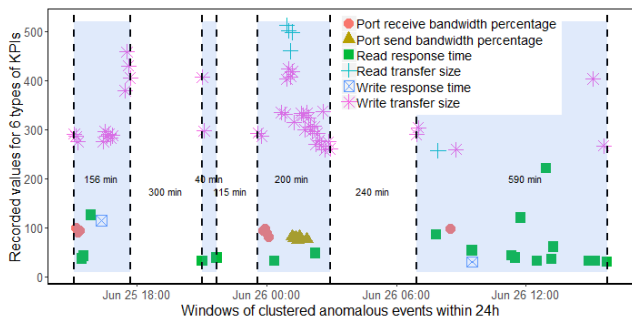 Port receive bandwidth percentage
Port send bandwidth percentage
Read response time
Read transfer size
Write response time
Write transfer size
Recorded values for 6 types of KPIs
500
400
300
200
100
0
156 min
300 min
40 min
115 min
200 min
240 min
590 min
Jun 25 18:00
Jun 26 00:00
Jun 26 06:00
Jun 26 12:00
Windows of clustered anomalous events within 24h